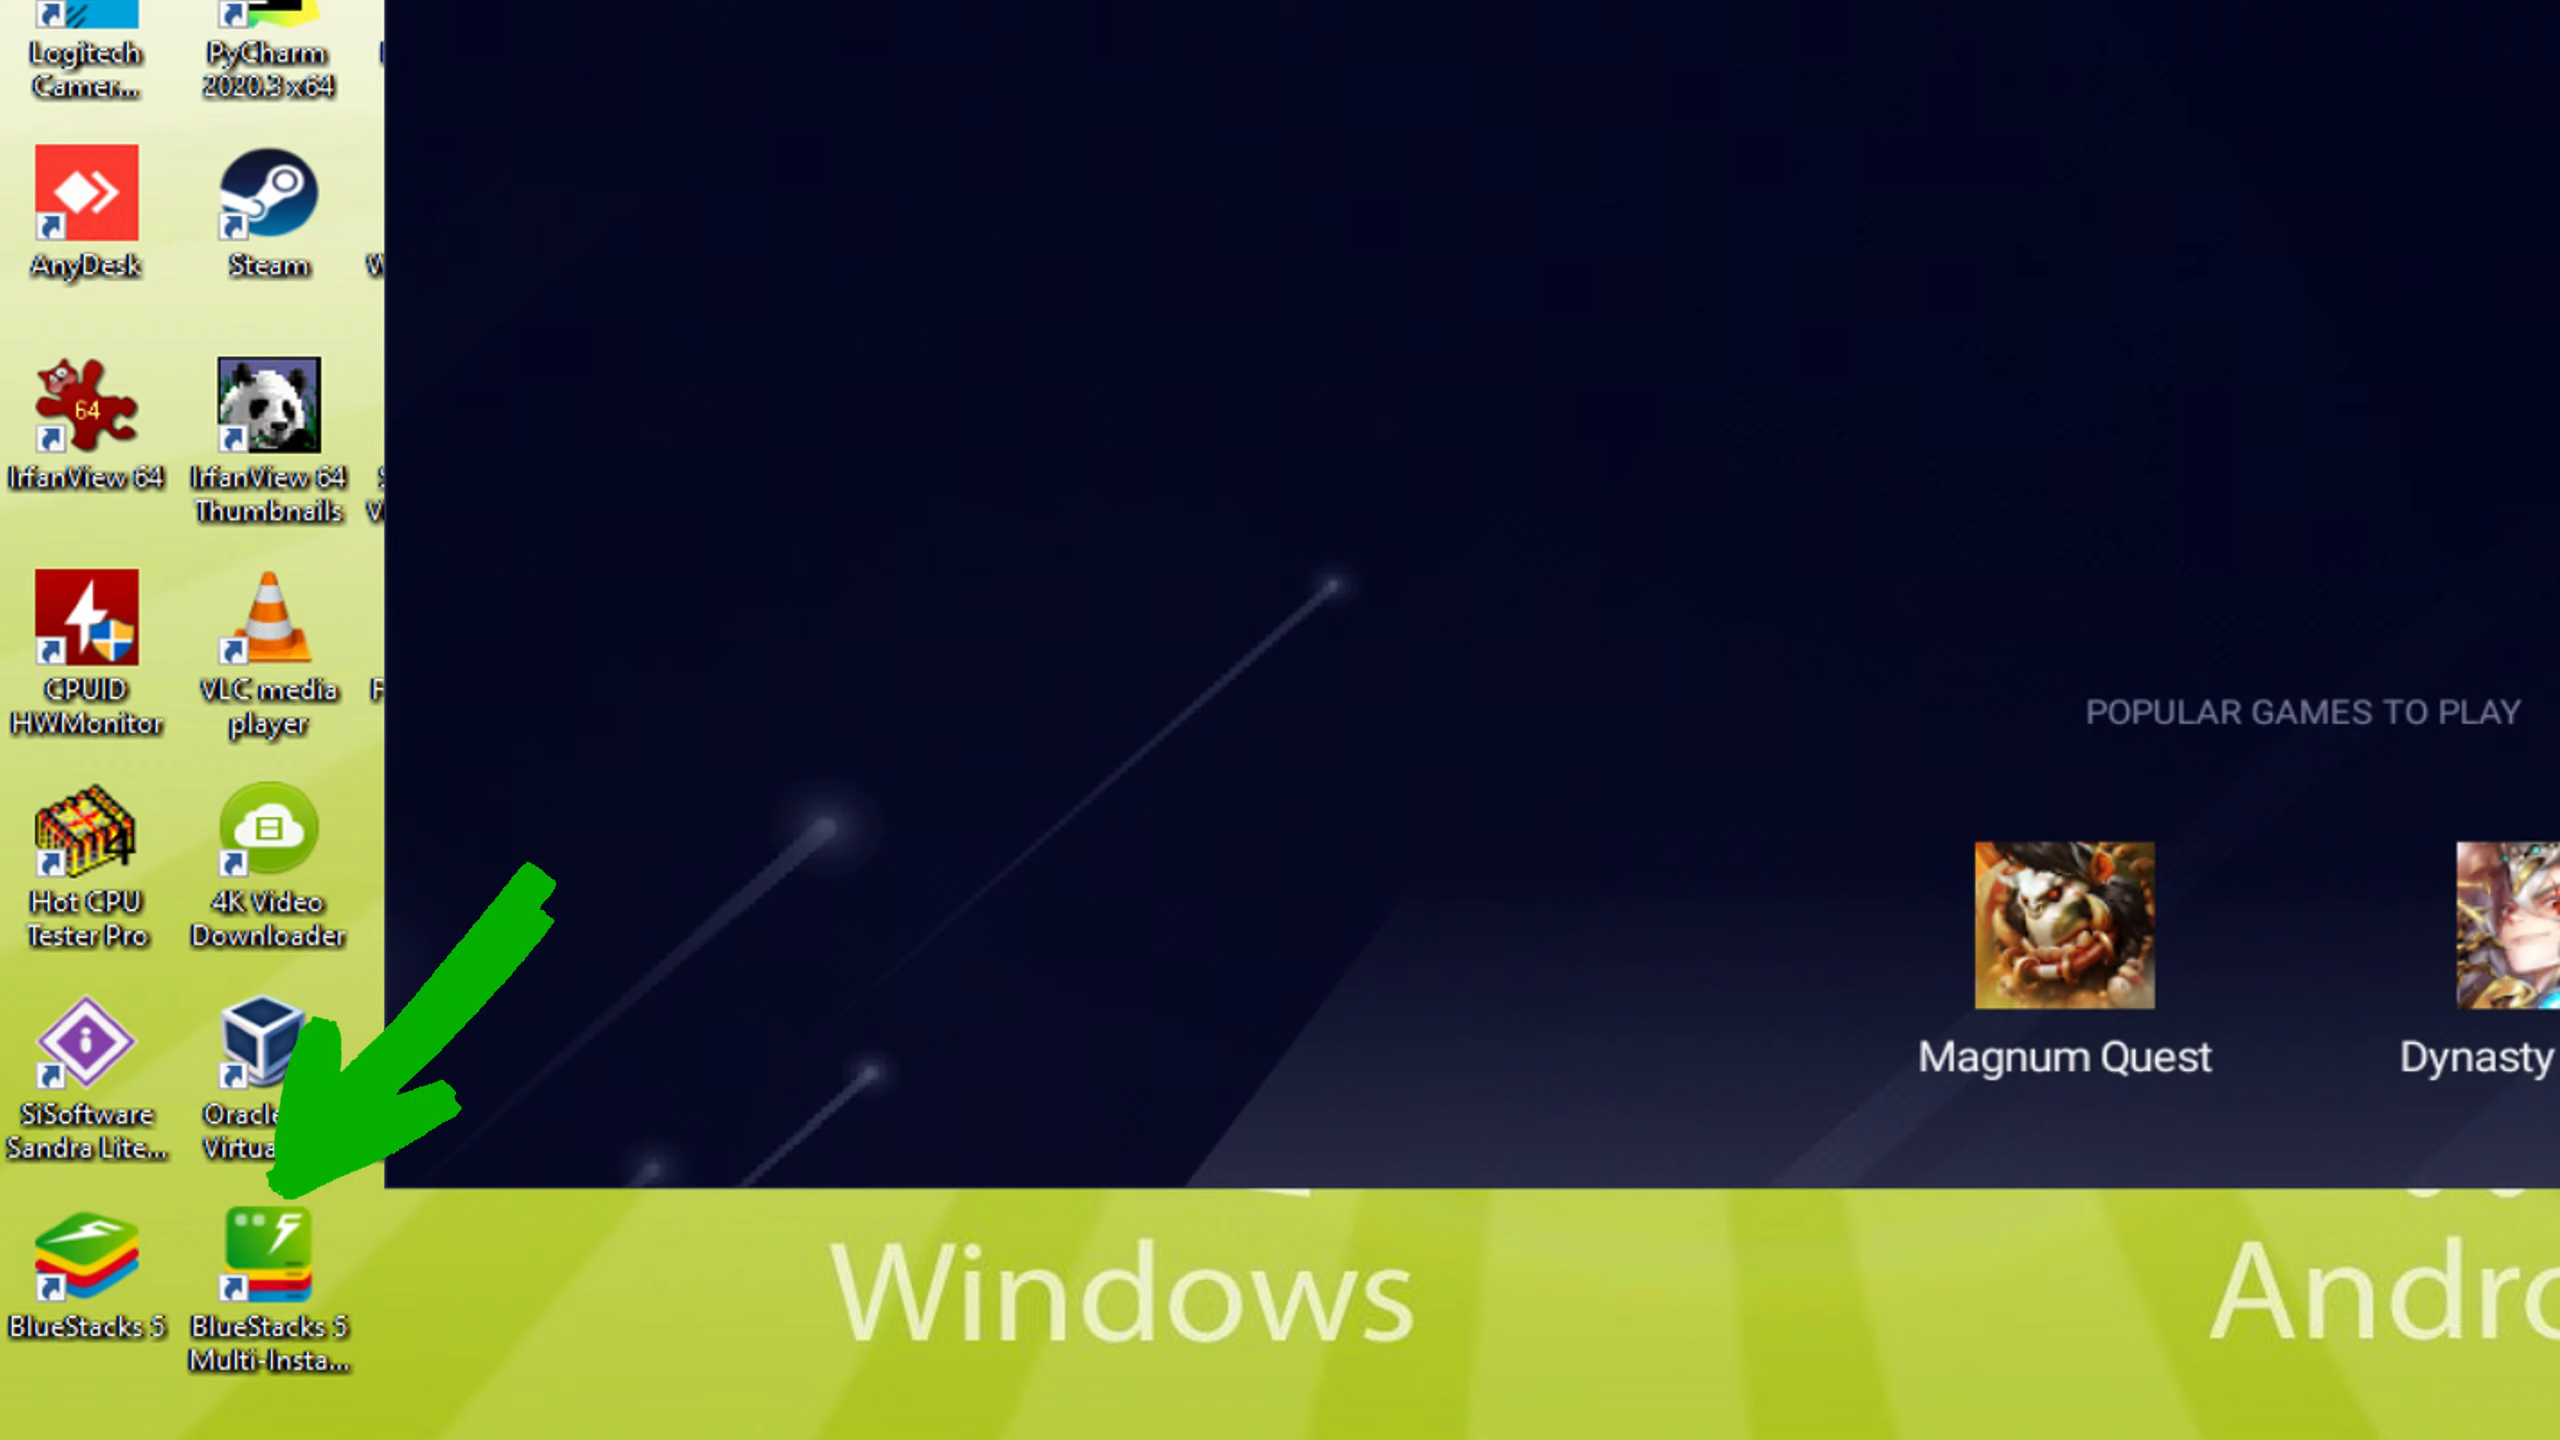 Logitech
Camer...
PyCharm
2020.3 x64
AnyDesk
Steam
64
IrfanView 64
IrfanView 64
Thumbnails
CPUID
HWMonitor
VLC media
player
4
Hot CPU
Tester Pro
4K Video
Downloader
SiSoftware
Sandra Lite...
Oracle
Virtua
BlueStacks 5
BlueStacks 5
Multi-Insta...
POPULAR GAMES TO PLAY
Magnum Quest
Dynasty
Windows
Andro